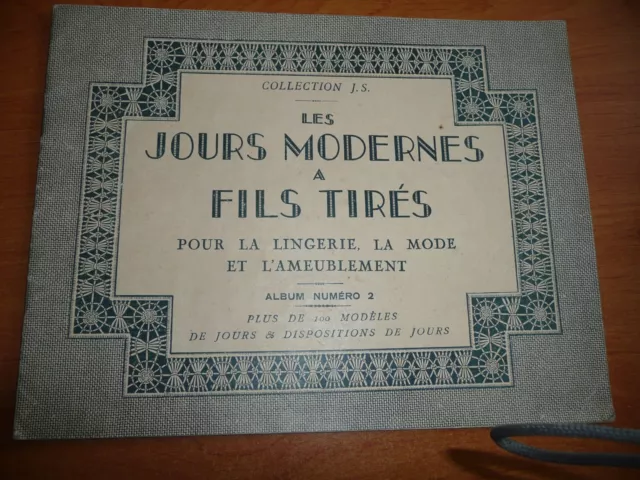 COLLECTION J.S.
LES
JOURS MODERNES
A
FILS TIRÉS
POUR LA LINGERIE, LA MODE
ET L'AMEUBLEMENT
ALBUM NUMÉRO 2
PLUS DE 100 MODÈLES
DE JOURS & DISPOSITIONS DE JOURS